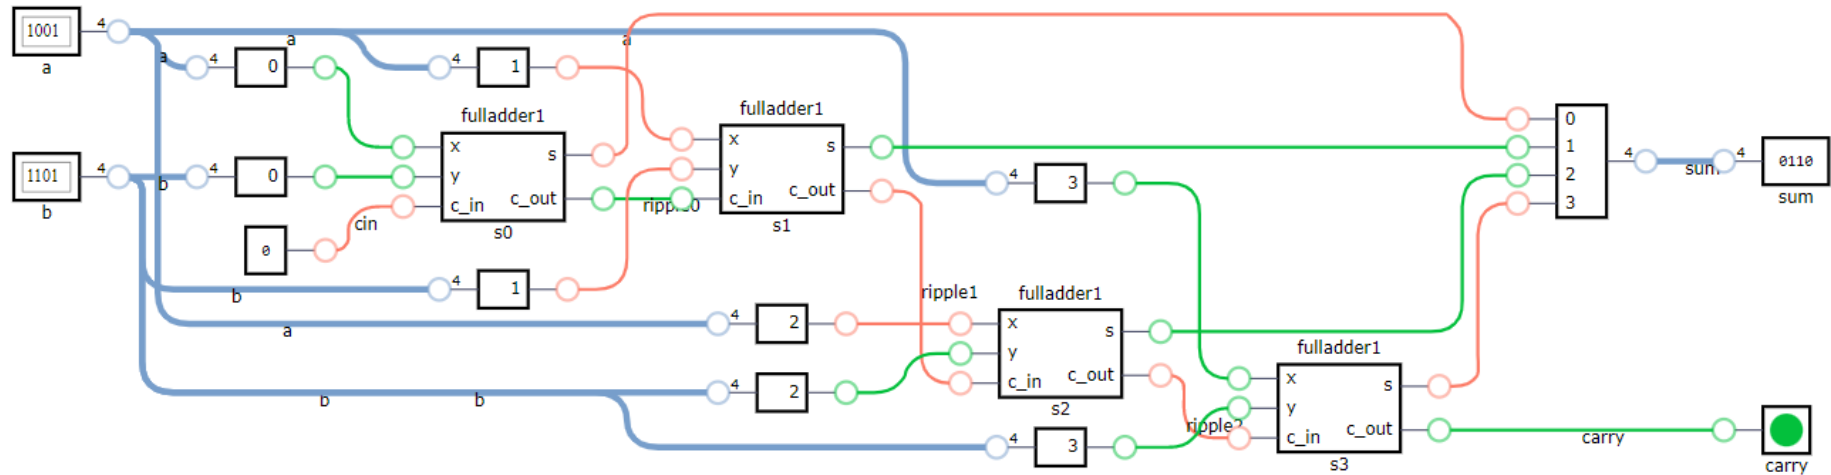 4
1001
a
a
a
a
4
0
4
1
fulladder1
x
y
c_in
s
c_out
s0
fulladder1
x
y
c_in
s
c_out
s1
ripple0
4
1101
b
b
4
0
cin
0
b
4
1
a
4
2
b
b
4
2
ripple1
fulladder1
x
y
c_in
s
c_out
s2
4
3
4
3
ripple2
fulladder1
x
y
c_in
s
c_out
s3
0
1
2
3
4
sum
4
0110
sum
carry
carry